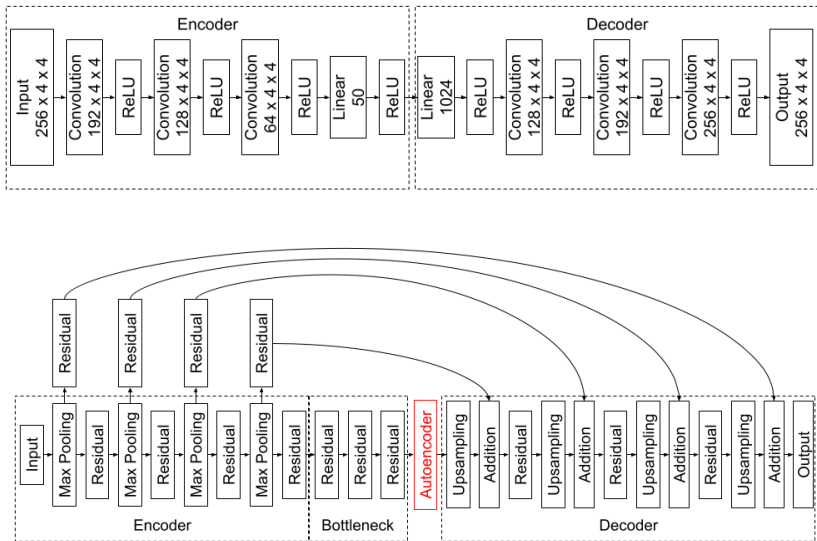 Encoder
Decoder
Input
256 x 4 x 4
Convolution
192 x 4 x 4
ReLU
Convolution
128 x 4 x 4
ReLU
Convolution
64 x 4 x 4
ReLU
Linear
50
ReLU
Linear
1024
ReLU
Convolution
128 x 4 x 4
ReLU
Convolution
192 x 4 x 4
ReLU
Convolution
256 x 4 x 4
ReLU
Output
256 x 4 x 4
Residual
Residual
Residual
Residual
Input
Max Pooling
Residual
Max Pooling
Residual
Max Pooling
Residual
Max Pooling
Residual
Residual
Residual
Residual
Autoencoder
Upsampling
Addition
Residual
Upsampling
Addition
Residual
Upsampling
Addition
Residual
Upsampling
Addition
Output
Encoder
Bottleneck
Decoder